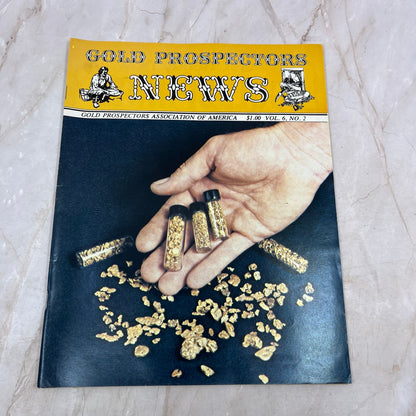 GOLD PROSPECTORS
NEWS
GOLD PROSPECTORS ASSOCIATION OF AMERICA $1.00 VOL. 6, NO. 2